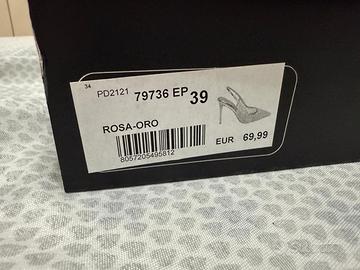 34
PD2121 79736 EP 39
ROSA-ORO
8057205495812
EUR 69,99